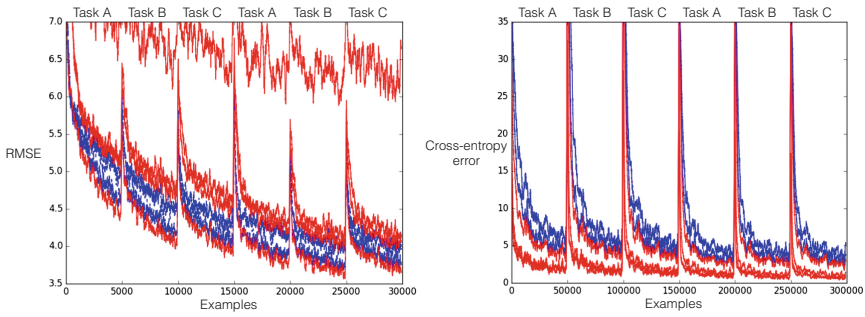 Task A Task B Task C Task A Task B Task C
7.0
6.5
6.0
5.5
5.0
4.5
4.0
3.5
RMSE
0 5000 10000 15000 20000 25000 30000
Examples
Task A Task B Task C Task A Task B Task C
35
30
25
20
15
10
5
0
Cross-entropy
error
0 50000 100000 150000 200000 250000 300000
Examples